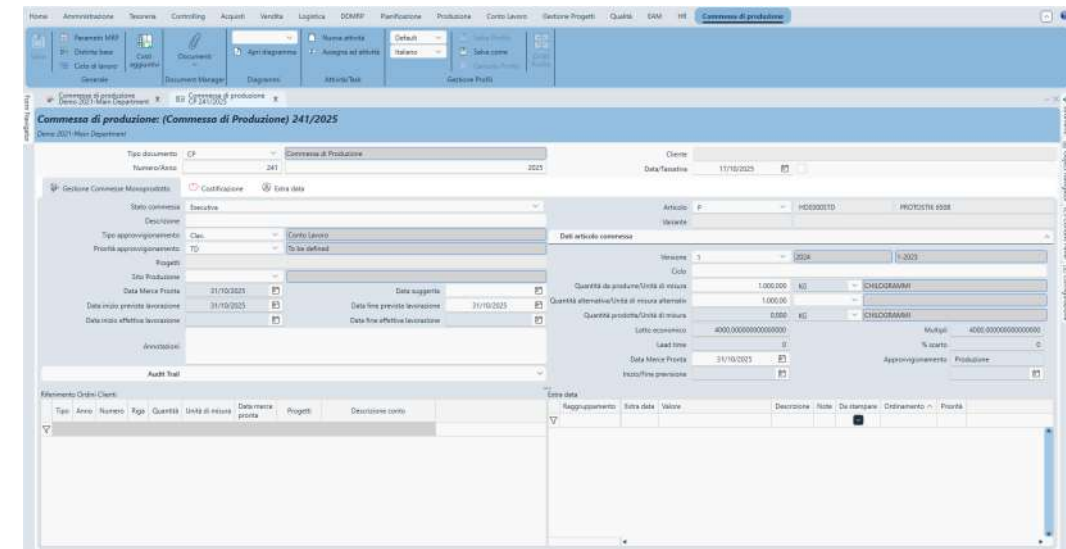 Home Amministrazione Tesoreria Controlling Acquisti Vendite Logistica DDMRP Pianificazione Produzione Conto Lavoro Gestione Progetti Qualità EAM HR Commesse di produzione
Parametri MRP
Distinta base
Ciclo di lavoro
Generale
Costi aggiuntivi
Documenti
Document Manager
Apri diagramma
Diagrammi
Nuova attività
Assegna ad attività
Attività/Task
Default
Italiano
Salva Profilo
Salva come
Gestione Profili
Commesse di produzione
Demo 2021-Main Department
Commessa di produzione
CP 241/2025
Commessa di produzione: (Commessa di Produzione) 241/2025
Demo 2021-Main Department
Tipo documento CP Commessa di Produzione
Numero/Anno 241 2025
Cliente
Data/Tassativa 17/10/2025
Gestione Commesse Monoprodotto Costificazione Extra data
Stato commessa Esecutiva
Descrizione
Tipo approvvigionamento Clav. Conto Lavoro
Priorità approvvigionamento TD To be defined
Progetti
Sito Produzione
Data Merce Pronta 31/10/2025 Data suggerita
Data inizio prevista lavorazione 31/10/2025 Data fine prevista lavorazione 31/10/2025
Data inizio effettiva lavorazione Data fine effettiva lavorazione
Annotazioni
Audit Trail
Articolo P
Variante
Dati articolo commessa
Versione 1 2024 1-2025
Ciclo
Quantità da produrre/Unità di misura 1.000,000 KG CHILOGRAMMI
Quantità alternativa/Unità di misura alternativa 1.000,00
Quantità prodotta/Unità di misura 0,000 KG CHILOGRAMMI
Lotto economico 4000,000000000000000 Multipli 4000,000000000000000
Lead time 0 % scarto 0
Data Merce Pronta 31/10/2025 Approvvigionamento Produzione
Inizio/Fine previsione
Riferimento Ordini Clienti
Tipo Anno Numero Riga Quantità Unità di misura Data merce pronta Progetti Descrizione conto
Extra data
Raggruppamento Extra data Valore Descrizione Note Da stampare Ordinamento Priorità